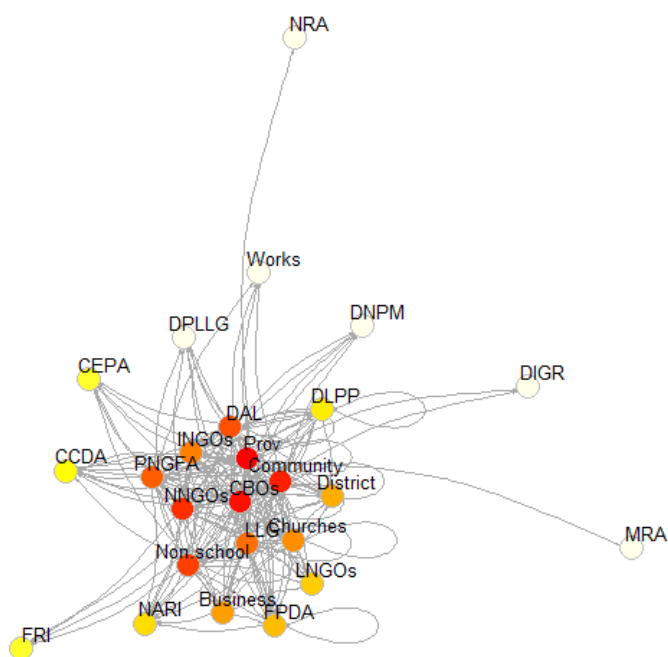 NRA
Works
DNPM
DPLLG
CEPA
DIGR
DLPP
DAL
INGOs
Prov
CCDA
PNGFA
Community
District
NNGOs
CBOs
LLG
Churches
MRA
Non.school
LNGOs
Business
NARI
FPDA
FRI